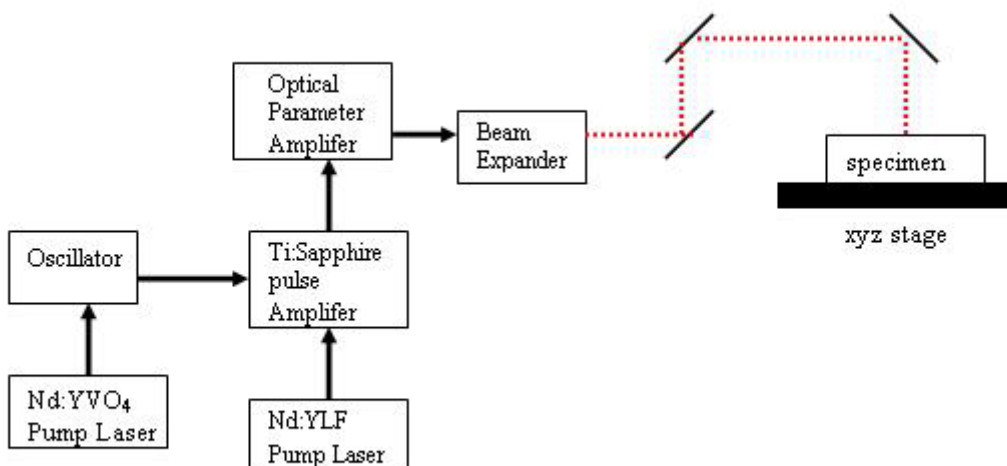 Optical
Parameter
Amplifer
Beam
Expander
specimen
xyz stage
Oscillator
Ti:Sapphire
pulse
Amplifer
Nd:YVO₄
Pump Laser
Nd:YLF
Pump Laser